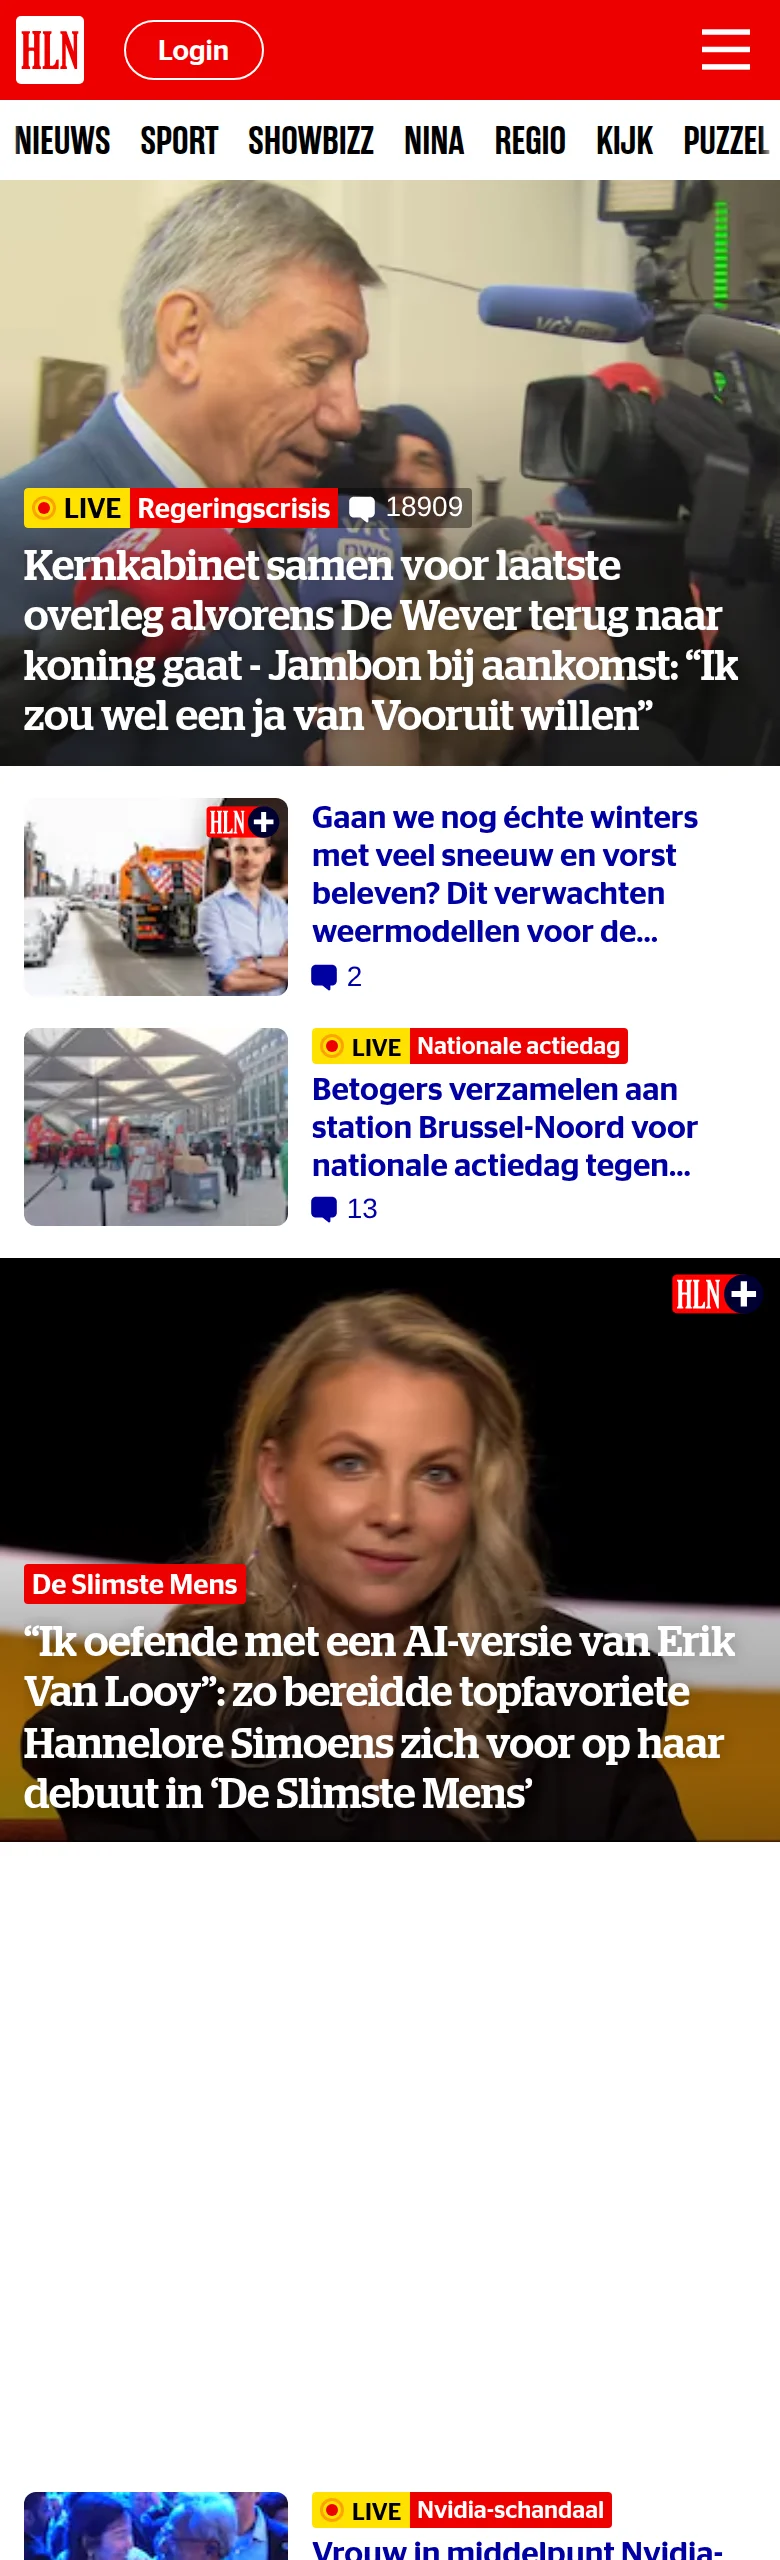 HLN
Login
NIEUWS SPORT SHOWBIZZ NINA REGIO KIJK PUZZEL
vrt
LIVE Regeringscrisis 18909
Kernkabinet samen voor laatste
overleg alvorens De Wever terug naar
koning gaat - Jambon bij aankomst: “Ik
zou wel een ja van Vooruit willen”
HLN+
Gaan we nog échte winters
met veel sneeuw en vorst
beleven? Dit verwachten
weermodellen voor de...
2
LIVE Nationale actiedag
Betogers verzamelen aan
station Brussel-Noord voor
nationale actiedag tegen...
13
HLN+
De Slimste Mens
“Ik oefende met een AI-versie van Erik
Van Looy”: zo bereidde topfavoriete
Hannelore Simoens zich voor op haar
debuut in ‘De Slimste Mens’
LIVE Nvidia-schandaal
Vrouw in middelpunt Nvidia-